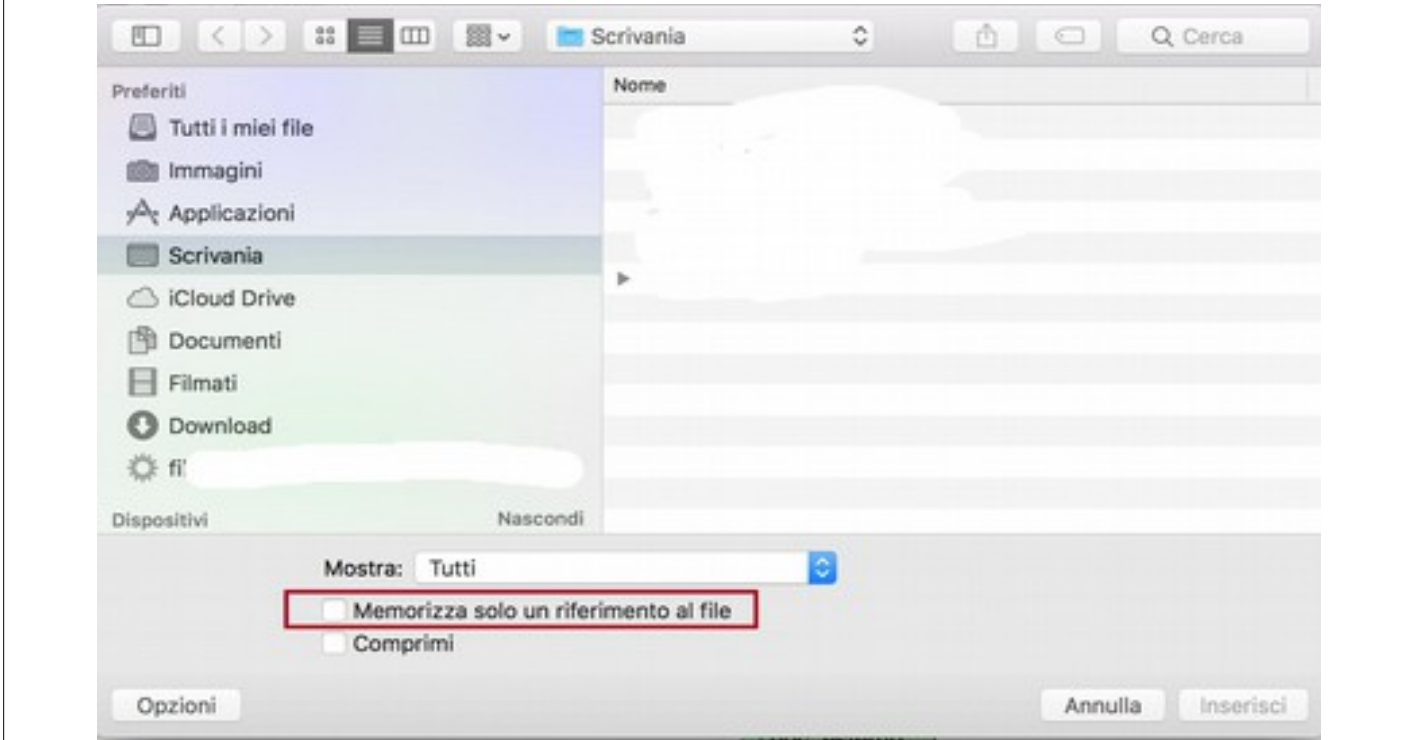 Scrivania
Cerca
Preferiti
Nome
Tutti i miei file
Immagini
Applicazioni
Scrivania
iCloud Drive
Documenti
Filmati
Download
Dispositivi Nascondi
Mostra: Tutti
Memorizza solo un riferimento al file
Comprimi
Opzioni Annulla Inserisci